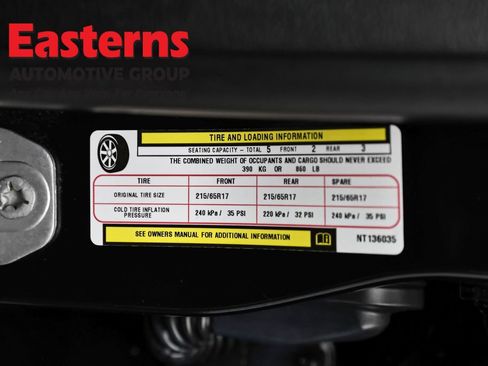 Easterns
AUTOMOTIVE GROUP
TIRE AND LOADING INFORMATION
SEATING CAPACITY - TOTAL 5 FRONT 2 REAR 3
THE COMBINED WEIGHT OF OCCUPANTS AND CARGO SHOULD NEVER EXCEED
390 KG OR 860 LB
TIRE FRONT REAR SPARE
ORIGINAL TIRE SIZE 215/65R17 215/65R17 215/65R17
COLD TIRE INFLATION PRESSURE 240 kPa / 35 PSI 220 kPa / 32 PSI 240 kPa / 35 PSI
SEE OWNERS MANUAL FOR ADDITIONAL INFORMATION
NT136035